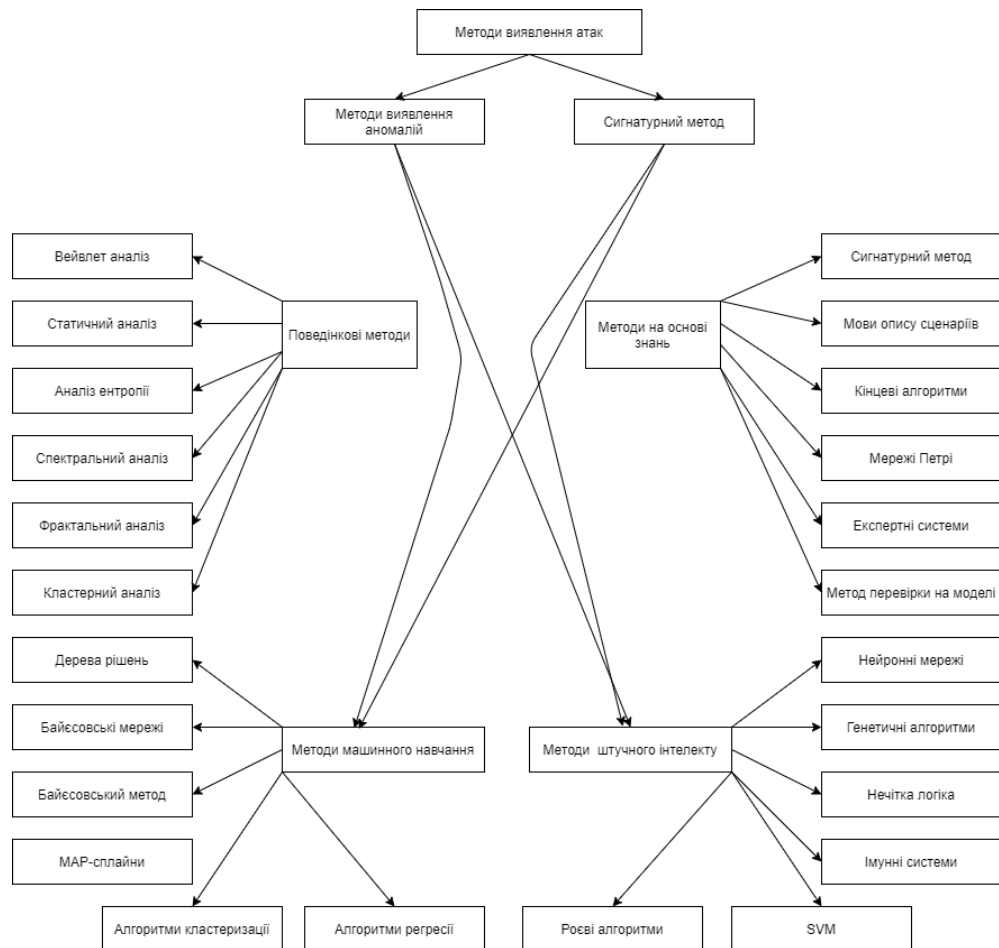 Методи виявлення атак
Методи виявлення
аномалій
Сигнатурний метод
Вейвлет аналіз
Сигнатурний метод
Статичний аналіз
Поведінкові методи
Методи на основі
знань
Мови опису сценаріїв
Аналіз ентропії
Кінцеві алгоритми
Спектральний аналіз
Мережі Петрі
Фрактальний аналіз
Експертні системи
Кластерний аналіз
Метод перевірки на моделі
Дерева рішень
Нейронні мережі
Байєсовські мережі
Методи машинного навчання
Методи штучного інтелекту
Генетичні алгоритми
Байєсовський метод
Нечітка логіка
МАР-сплайни
Імунні системи
Алгоритми кластеризації
Алгоритми регресії
Роєві алгоритми
SVM